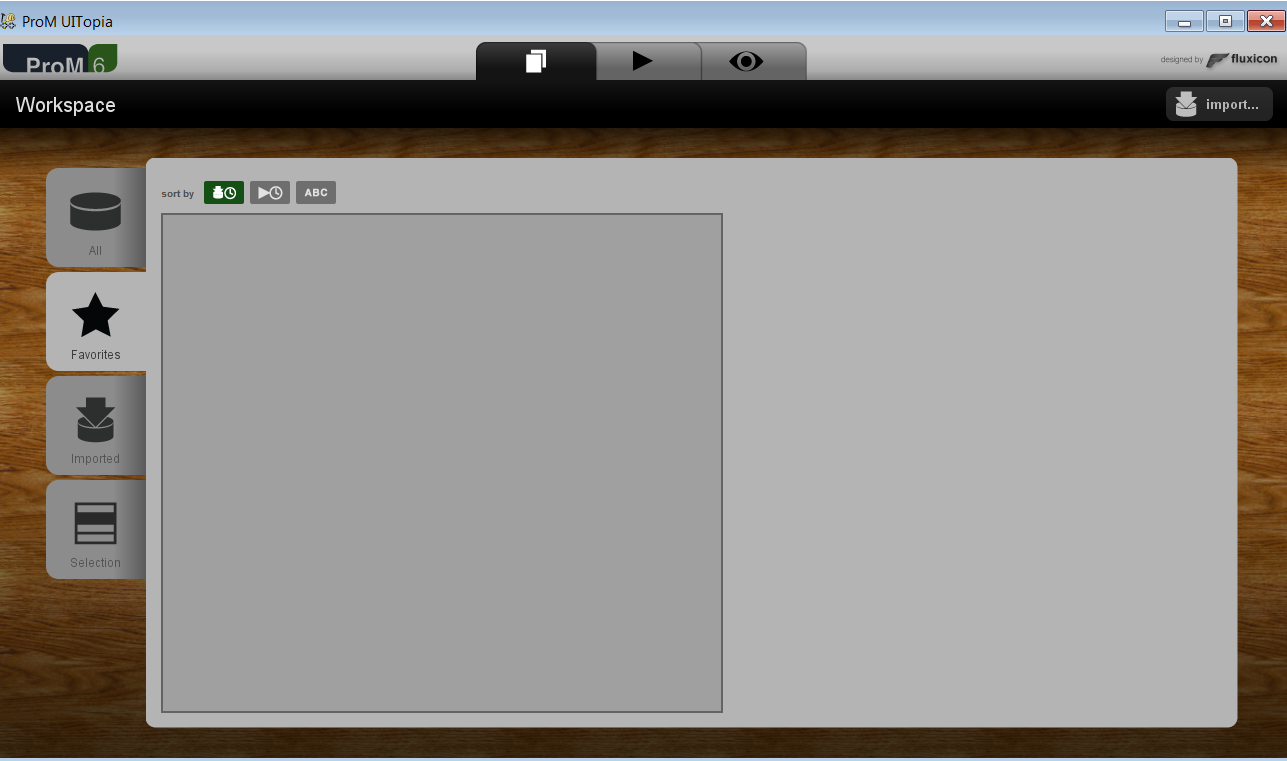 ProM UITopia
ProM 6
designed by fluxicon
Workspace
import...
sort by
ABC
All
Favorites
Imported
Selection